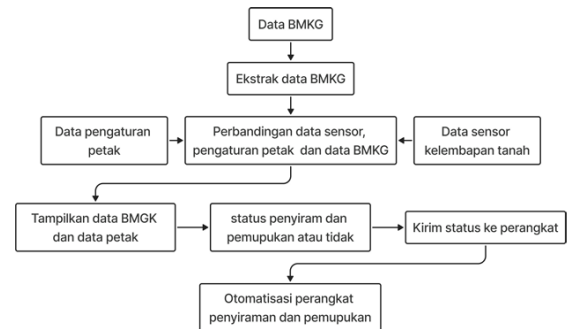 Data BMKG
Ekstrak data BMKG
Data pengaturan
petak
Perbandingan data sensor,
pengaturan petak dan data BMKG
Data sensor
kelembapan tanah
Tampilkan data BMGK
dan data petak
status penyiram dan
pemupukan atau tidak
Kirim status ke perangkat
Otomatisasi perangkat
penyiraman dan pemupukan